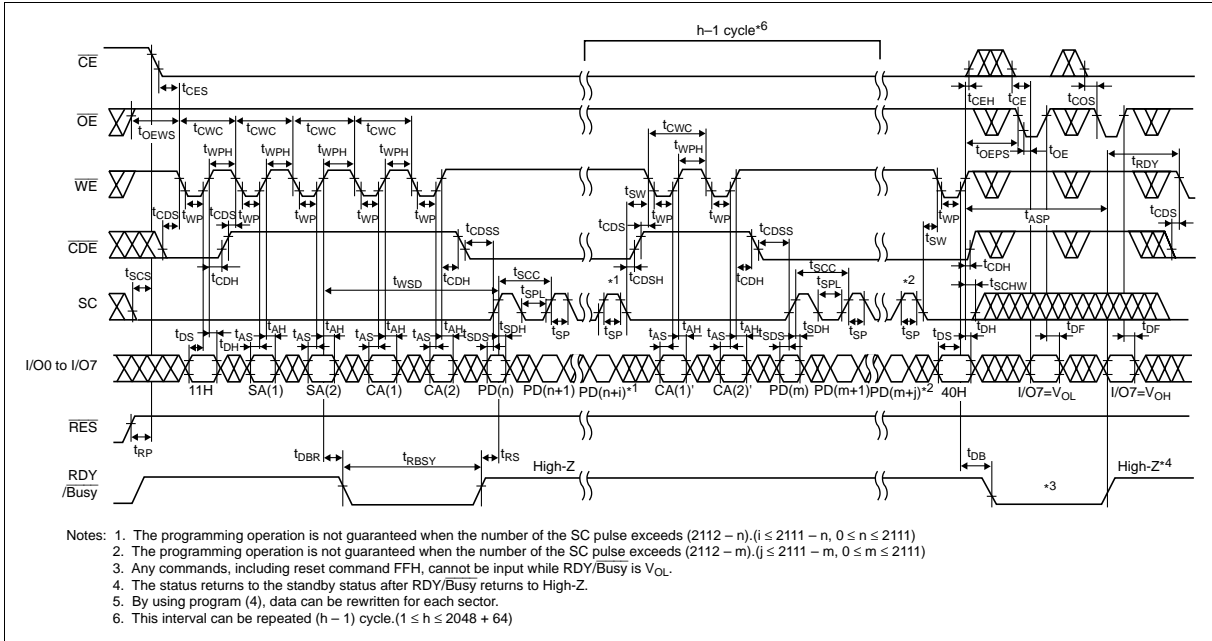 h–1 cycle*6
CE
tCES tCEH tCE tCOS
OE
tOEWS tCWC tCWC tCWC tCWC tCWC
tWPH tWPH tWPH tWPH tWPH tOEPS tOE tRDY
WE
tSW
tCDS tWP tCDS tWP tWP tWP tWP tCDS tWP tWP tWP tASP tCDS
tCDSS tCDSS tSW
CDE
tSCS tCDH tWSD tCDH tSCC tCDSH tCDH tSCC tCDH
tSPL *1 tSPL *2 tSCHW
SC
tDS tDH tAS tAH tAS tAH tAS tAH tAS tAH tSDS tSDH tSP tSP tAS tAH tAS tAH tSDS tSDH tSP tSP tDS tDH tDF tDF
I/O0 to I/O7
11H SA(1) SA(2) CA(1) CA(2) PD(n) PD(n+1) PD(n+i)*1 CA(1)' CA(2)' PD(m) PD(m+1) PD(m+j)*2 40H I/O7=VOL I/O7=VOH
RES
tRP
tDBR tRBSY tRS High-Z tDB High-Z*4
RDY
/Busy
*3
Notes: 1. The programming operation is not guaranteed when the number of the SC pulse exceeds (2112 – n).(i ≤ 2111 – n, 0 ≤ n ≤ 2111)
2. The programming operation is not guaranteed when the number of the SC pulse exceeds (2112 – m).(j ≤ 2111 – m, 0 ≤ m ≤ 2111)
3. Any commands, including reset command FFH, cannot be input while RDY/Busy is VOL.
4. The status returns to the standby status after RDY/Busy returns to High-Z.
5. By using program (4), data can be rewritten for each sector.
6. This interval can be repeated (h – 1) cycle.(1 ≤ h ≤ 2048 + 64)